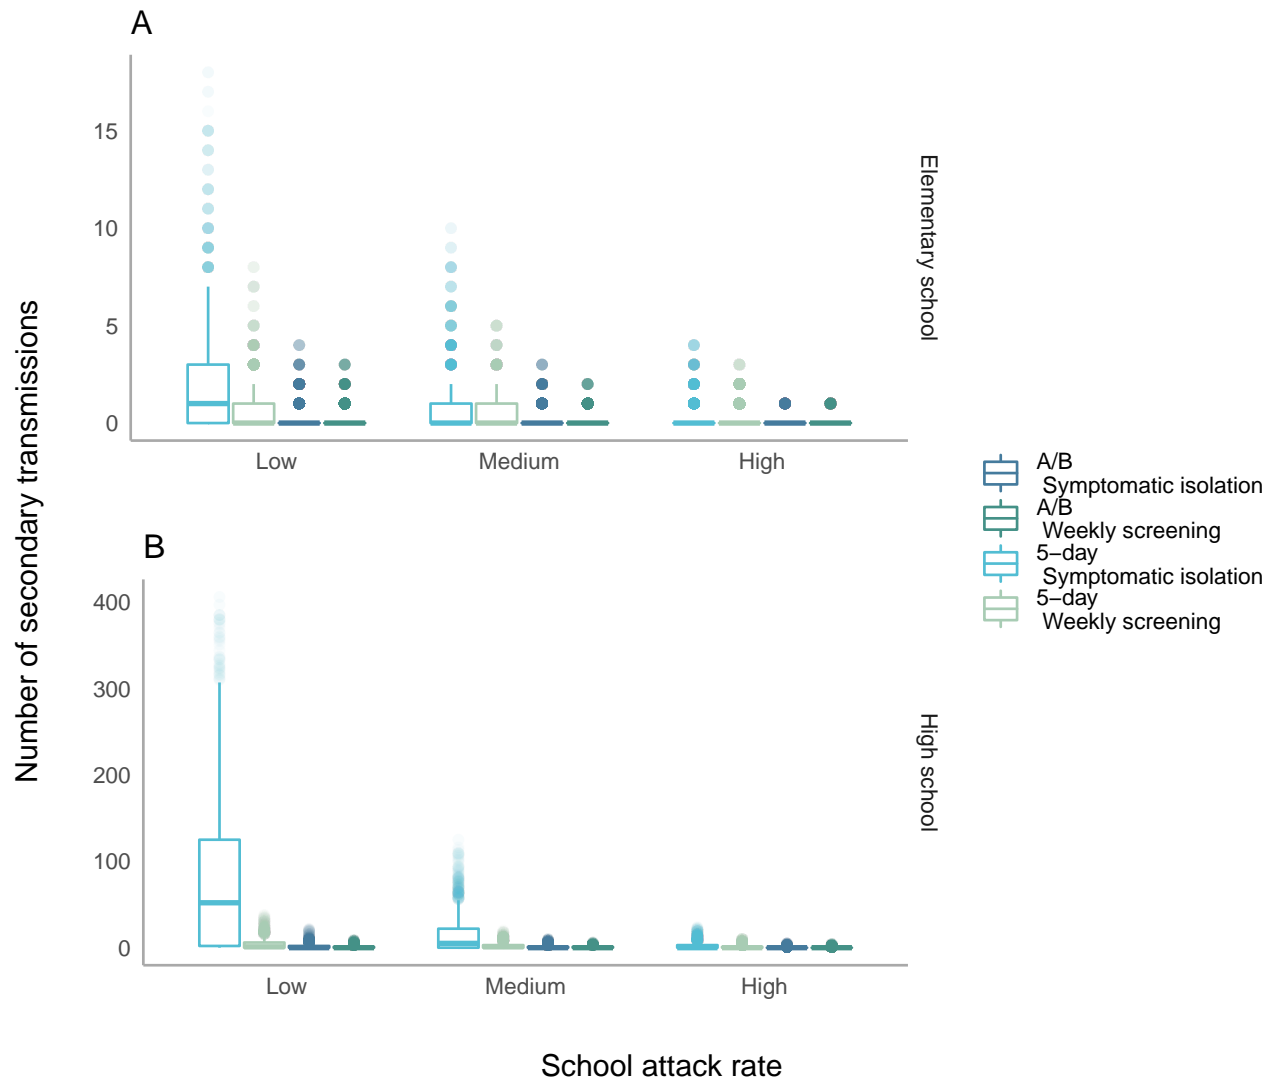 A
15
10
5
0
Low
Medium
High
Elementary school
Number of secondary transmissions
A/B
Symptomatic isolation
A/B
Weekly screening
5−day
Symptomatic isolation
5−day
Weekly screening
B
400
300
200
100
0
Low
Medium
High
High school
School attack rate